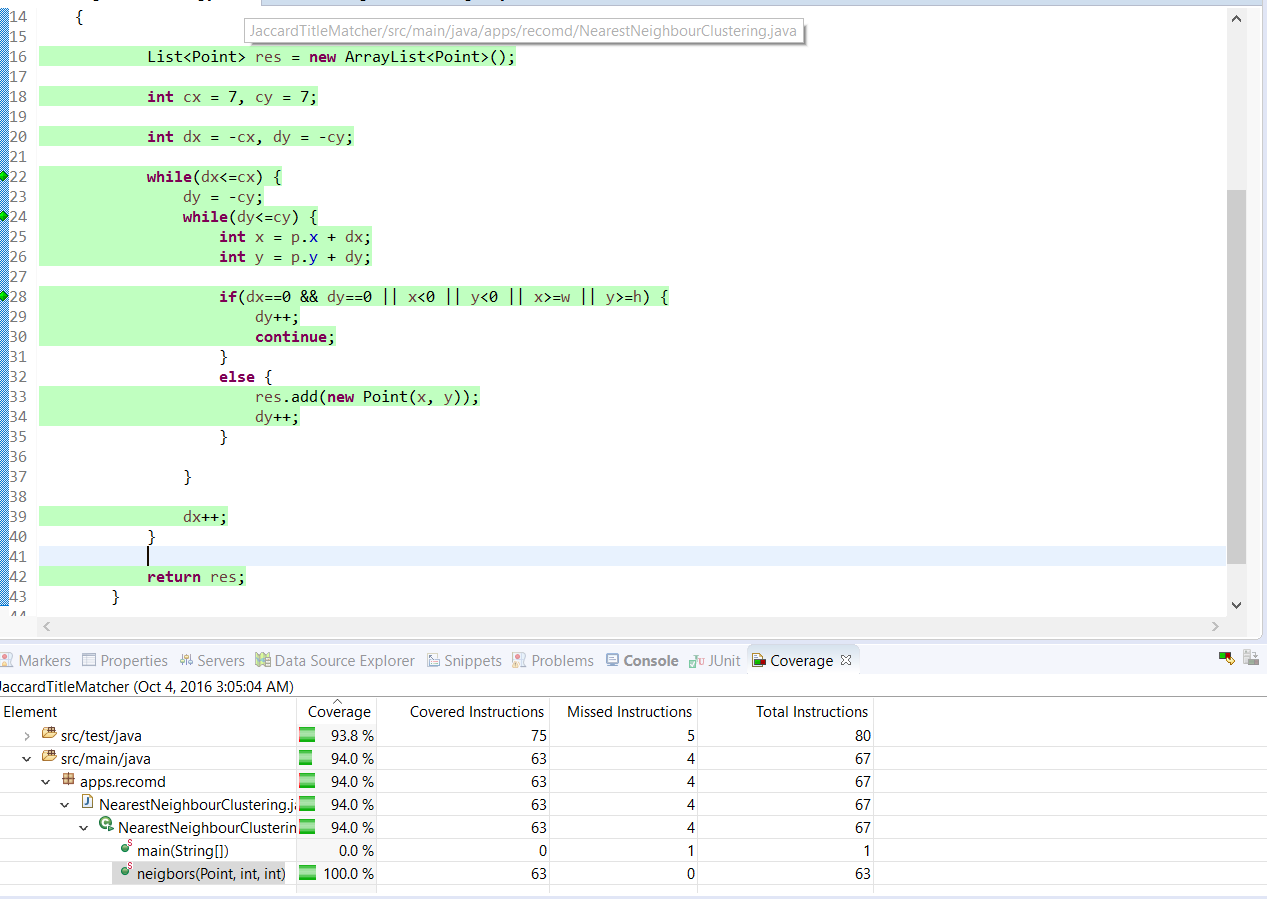 14 {
JaccardTitleMatcher/src/main/java/apps/recomd/NearestNeighbourClustering.java
15
16 List<Point> res = new ArrayList<Point>();
17
18 int cx = 7, cy = 7;
19
20 int dx = -cx, dy = -cy;
21
22 while(dx<=cx) {
23 dy = -cy;
24 while(dy<=cy) {
25 int x = p.x + dx;
26 int y = p.y + dy;
27
28 if(dx==0 && dy==0 || x<0 || y<0 || x>=w || y>=h) {
29 dy++;
30 continue;
31 }
32 else {
33 res.add(new Point(x, y));
34 dy++;
35 }
36
37 }
38
39 dx++;
40 }
41
42 return res;
43 }
44
Markers Properties Servers Data Source Explorer Snippets Problems Console JUnit Coverage
JaccardTitleMatcher (Oct 4, 2016 3:05:04 AM)
Element Coverage Covered Instructions Missed Instructions Total Instructions
src/test/java 93.8 % 75 5 80
src/main/java 94.0 % 63 4 67
apps.recomd 94.0 % 63 4 67
NearestNeighbourClustering.ja 94.0 % 63 4 67
NearestNeighbourClusterin 94.0 % 63 4 67
main(String[]) 0.0 % 0 1 1
neigbors(Point, int, int) 100.0 % 63 0 63